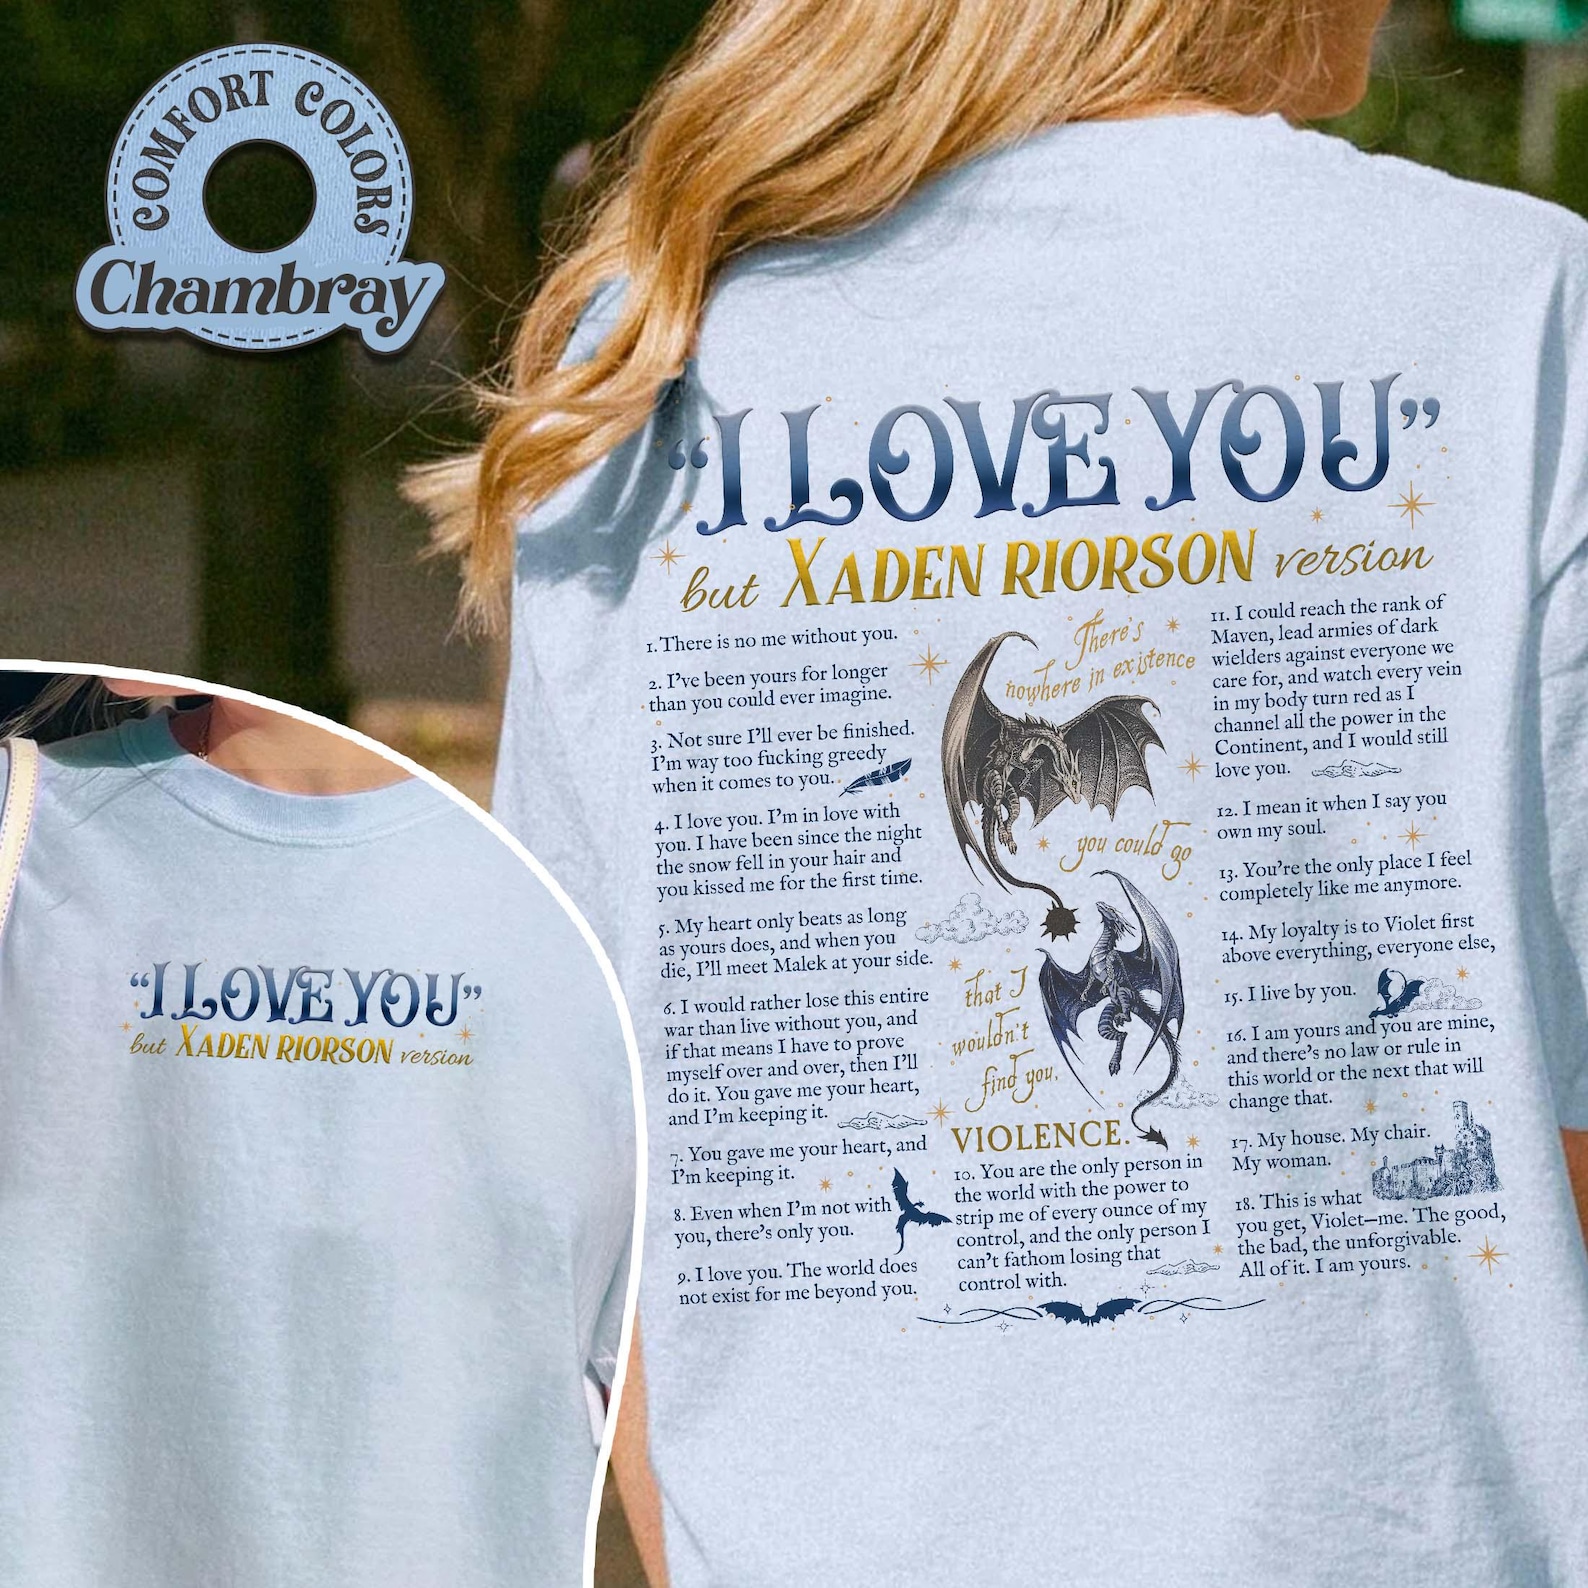 COMFORT COLORS
Chambray
“I LOVE YOU”
but XADEN RIORSON version
“I LOVE YOU”
but XADEN RIORSON version
1. There is no me without you.
2. I’ve been yours for longer
than you could ever imagine.
3. Not sure I’ll ever be finished.
I’m way too fucking greedy
when it comes to you.
4. I love you. I’m in love with
you. I have been since the night
the snow fell in your hair and
you kissed me for the first time.
5. My heart only beats as long
as yours does, and when you
die, I’ll meet Malek at your side.
6. I would rather lose this entire
war than live without you, and
if that means I have to prove
myself over and over, then I’ll
do it. You gave me your heart,
and I’m keeping it.
7. You gave me your heart, and
I’m keeping it.
8. Even when I’m not with
you, there’s only you.
9. I love you. The world does
not exist for me beyond you.
There’s
nowhere in existence
you could go
that I
wouldn’t
find you,
VIOLENCE.
10. You are the only person in
the world with the power to
strip me of every ounce of my
control, and the only person I
can’t fathom losing that
control with.
11. I could reach the rank of
Maven, lead armies of dark
wielders against everyone we
care for, and watch every vein
in my body turn red as I
channel all the power in the
Continent, and I would still
love you.
12. I mean it when I say you
own my soul.
13. You’re the only place I feel
completely like me anymore.
14. My loyalty is to Violet first
above everything, everyone else,
15. I live by you.
16. I am yours and you are mine,
and there’s no law or rule in
this world or the next that will
change that.
17. My house. My chair.
My woman.
18. This is what
you get, Violet—me. The good,
the bad, the unforgivable.
All of it. I am yours.